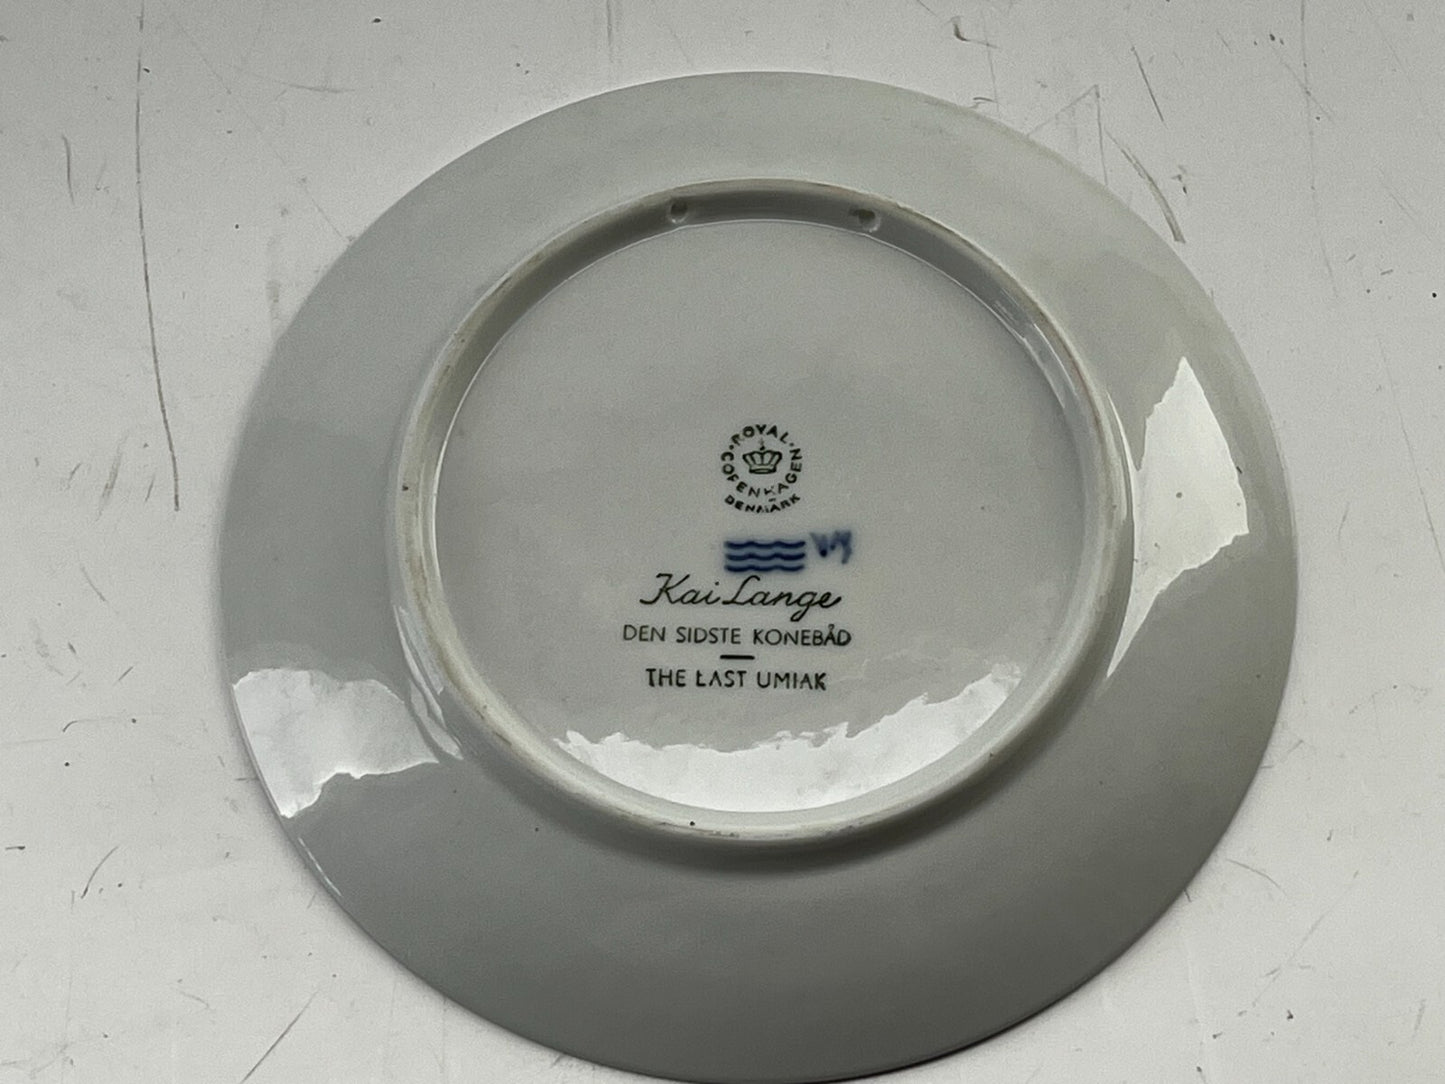 ROYAL
COPENHAGEN
DENMARK
Kai Lange
DEN SIDSTE KONEBÅD
THE LAST UMIAK